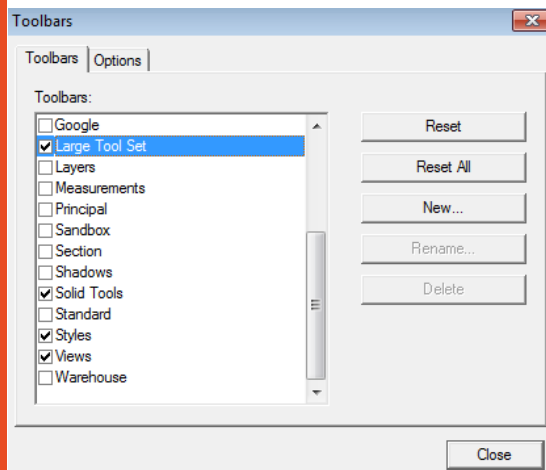 Toolbars
Toolbars
Options
Toolbars:
Google
Large Tool Set
Layers
Measurements
Principal
Sandbox
Section
Shadows
Solid Tools
Standard
Styles
Views
Warehouse
Reset
Reset All
New...
Rename...
Delete
Close